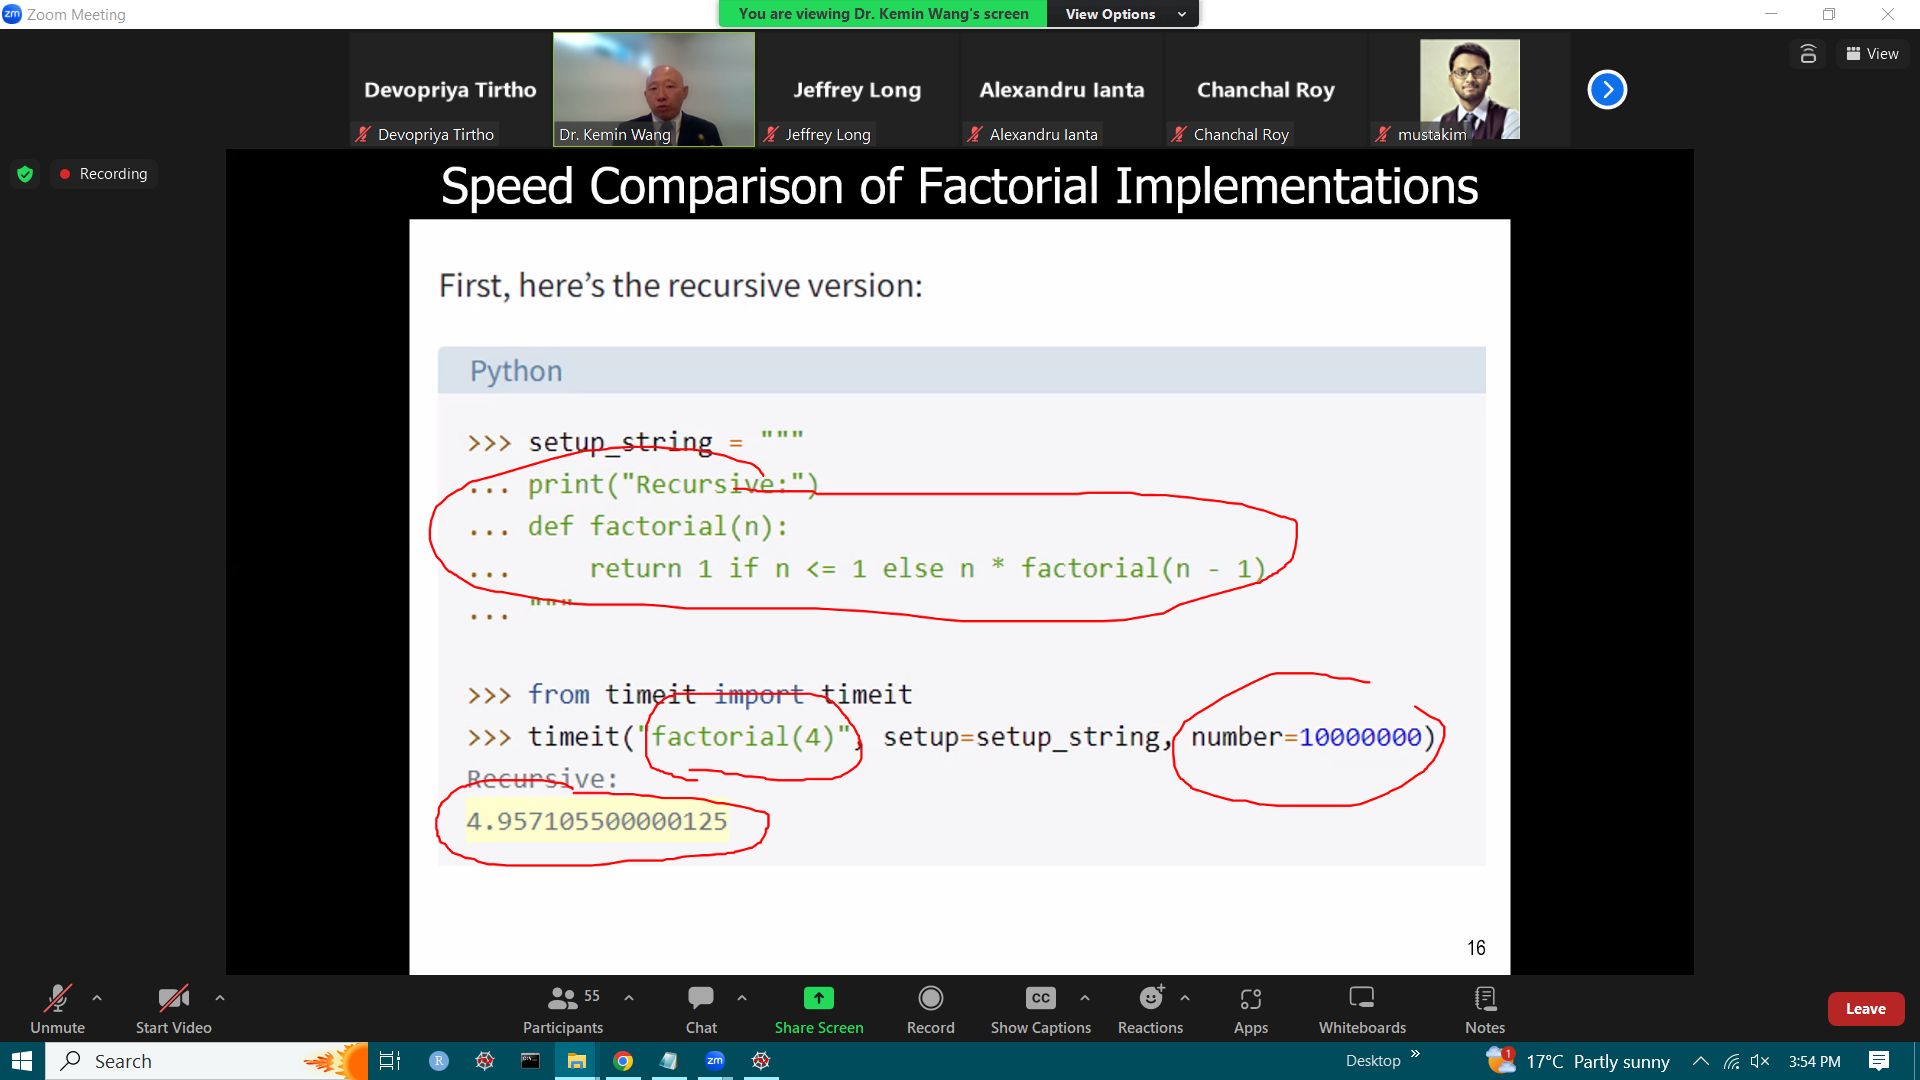 zm Zoom Meeting
You are viewing Dr. Kemin Wang's screen View Options
View
Devopriya Tirtho
Jeffrey Long
Alexandru Ianta
Chanchal Roy
Devopriya Tirtho
Dr. Kemin Wang
Jeffrey Long
Alexandru Ianta
Chanchal Roy
mustakim
Recording
Speed Comparison of Factorial Implementations
First, here’s the recursive version:
Python
>>> setup_string = """
... print("Recursive:")
... def factorial(n):
...     return 1 if n <= 1 else n * factorial(n - 1)
... """
>>> from timeit import timeit
>>> timeit("factorial(4)", setup=setup_string, number=10000000)
Recursive:
4.957105500000125
16
Unmute
Start Video
55
Participants
Chat
Share Screen
Record
CC
Show Captions
Reactions
Apps
Whiteboards
Notes
Leave
Search
R
zm
Desktop »
1
17°C Partly sunny
3:54 PM